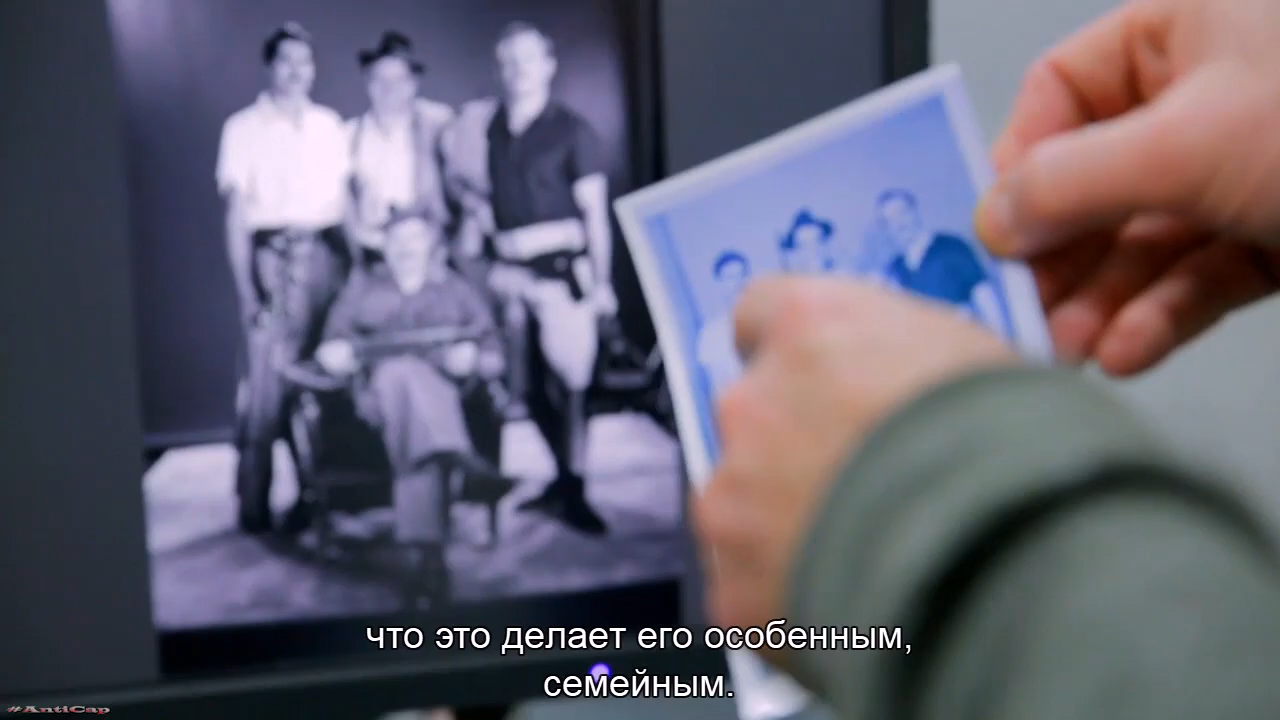 что это делает его особенным,
семейным.
#AntiCap